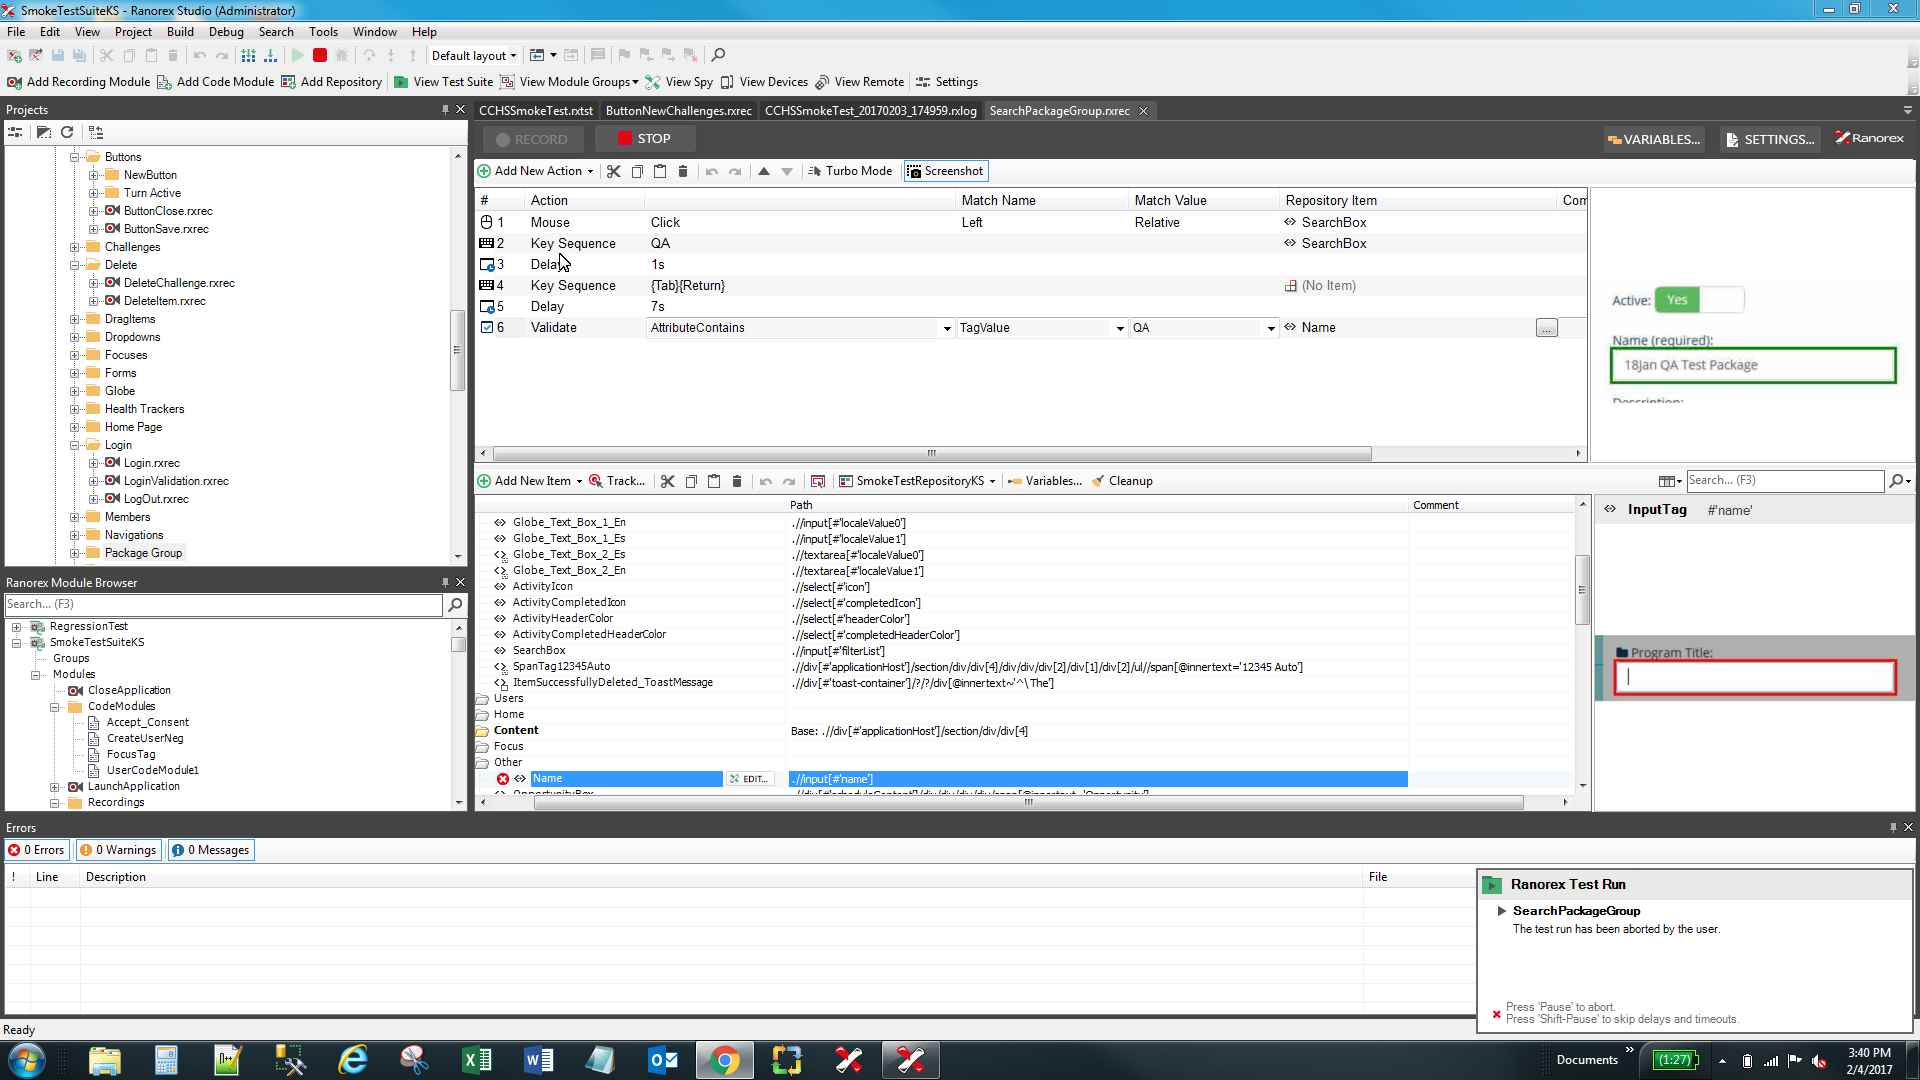 SmokeTestSuiteKS - Ranorex Studio (Administrator)
File Edit View Project Build Debug Search Tools Window Help
Default layout
Add Recording Module Add Code Module Add Repository View Test Suite View Module Groups View Spy View Devices View Remote Settings
Projects
Buttons
NewButton
Turn Active
ButtonClose.rxrec
ButtonSave.rxrec
Challenges
Delete
DeleteChallenge.rxrec
DeleteItem.rxrec
DragItems
Dropdowns
Focuses
Forms
Globe
Health Trackers
Home Page
Login
Login.rxrec
LoginValidation.rxrec
LogOut.rxrec
Members
Navigations
Package Group
Ranorex Module Browser
Search... (F3)
RegressionTest
SmokeTestSuiteKS
Groups
Modules
CloseApplication
CodeModules
Accept_Consent
CreateUserNeg
FocusTag
UserCodeModule1
LaunchApplication
Recordings
CCHSSmokeTest.rxtst ButtonNewChallenges.rxrec CCHSSmokeTest_20170203_174959.rxlog SearchPackageGroup.rxrec
RECORD STOP VARIABLES... SETTINGS... Ranorex
Add New Action Turbo Mode Screenshot
# Action Match Name Match Value Repository Item Com
1 Mouse Click Left Relative SearchBox
2 Key Sequence QA SearchBox
3 Delay 1s
4 Key Sequence {Tab}{Return} (No Item)
5 Delay 7s
6 Validate AttributeContains TagValue QA Name ...
Active: Yes
Name (required):
18Jan QA Test Package
Description:
Add New Item Track... SmokeTestRepositoryKS Variables... Cleanup Search... (F3)
Path Comment
Globe_Text_Box_1_En .//input[#'localeValue0']
Globe_Text_Box_1_Es .//input[#'localeValue1']
Globe_Text_Box_2_Es .//textarea[#'localeValue0']
Globe_Text_Box_2_En .//textarea[#'localeValue1']
ActivityIcon .//select[#'icon']
ActivityCompletedIcon .//select[#'completedIcon']
ActivityHeaderColor .//select[#'headerColor']
ActivityCompletedHeaderColor .//select[#'completedHeaderColor']
SearchBox .//input[#'filterList']
SpanTag12345Auto .//div[#'applicationHost']/section/div/div[4]/div/div/div[2]/div[1]/div[2]/ul//span[@innertext='12345 Auto']
ItemSuccessfullyDeleted_ToastMessage .//div[#'toast-container']/?/?/div[@innertext~'^\ The']
Users
Home
Content Base: .//div[#'applicationHost']/section/div/div[4]
Focus
Other
Name EDIT... .//input[#'name']
OpportunityBox .//div[#'scheduleContent']/div/div/div/div/span[@innertext='Opportunity']
InputTag #'name'
Program Title:
Errors
0 Errors 0 Warnings 0 Messages
! Line Description File
Ranorex Test Run
SearchPackageGroup
The test run has been aborted by the user.
Press 'Pause' to abort.
Press 'Shift-Pause' to skip delays and timeouts.
Ready
Documents (1:27) 3:40 PM
2/4/2017